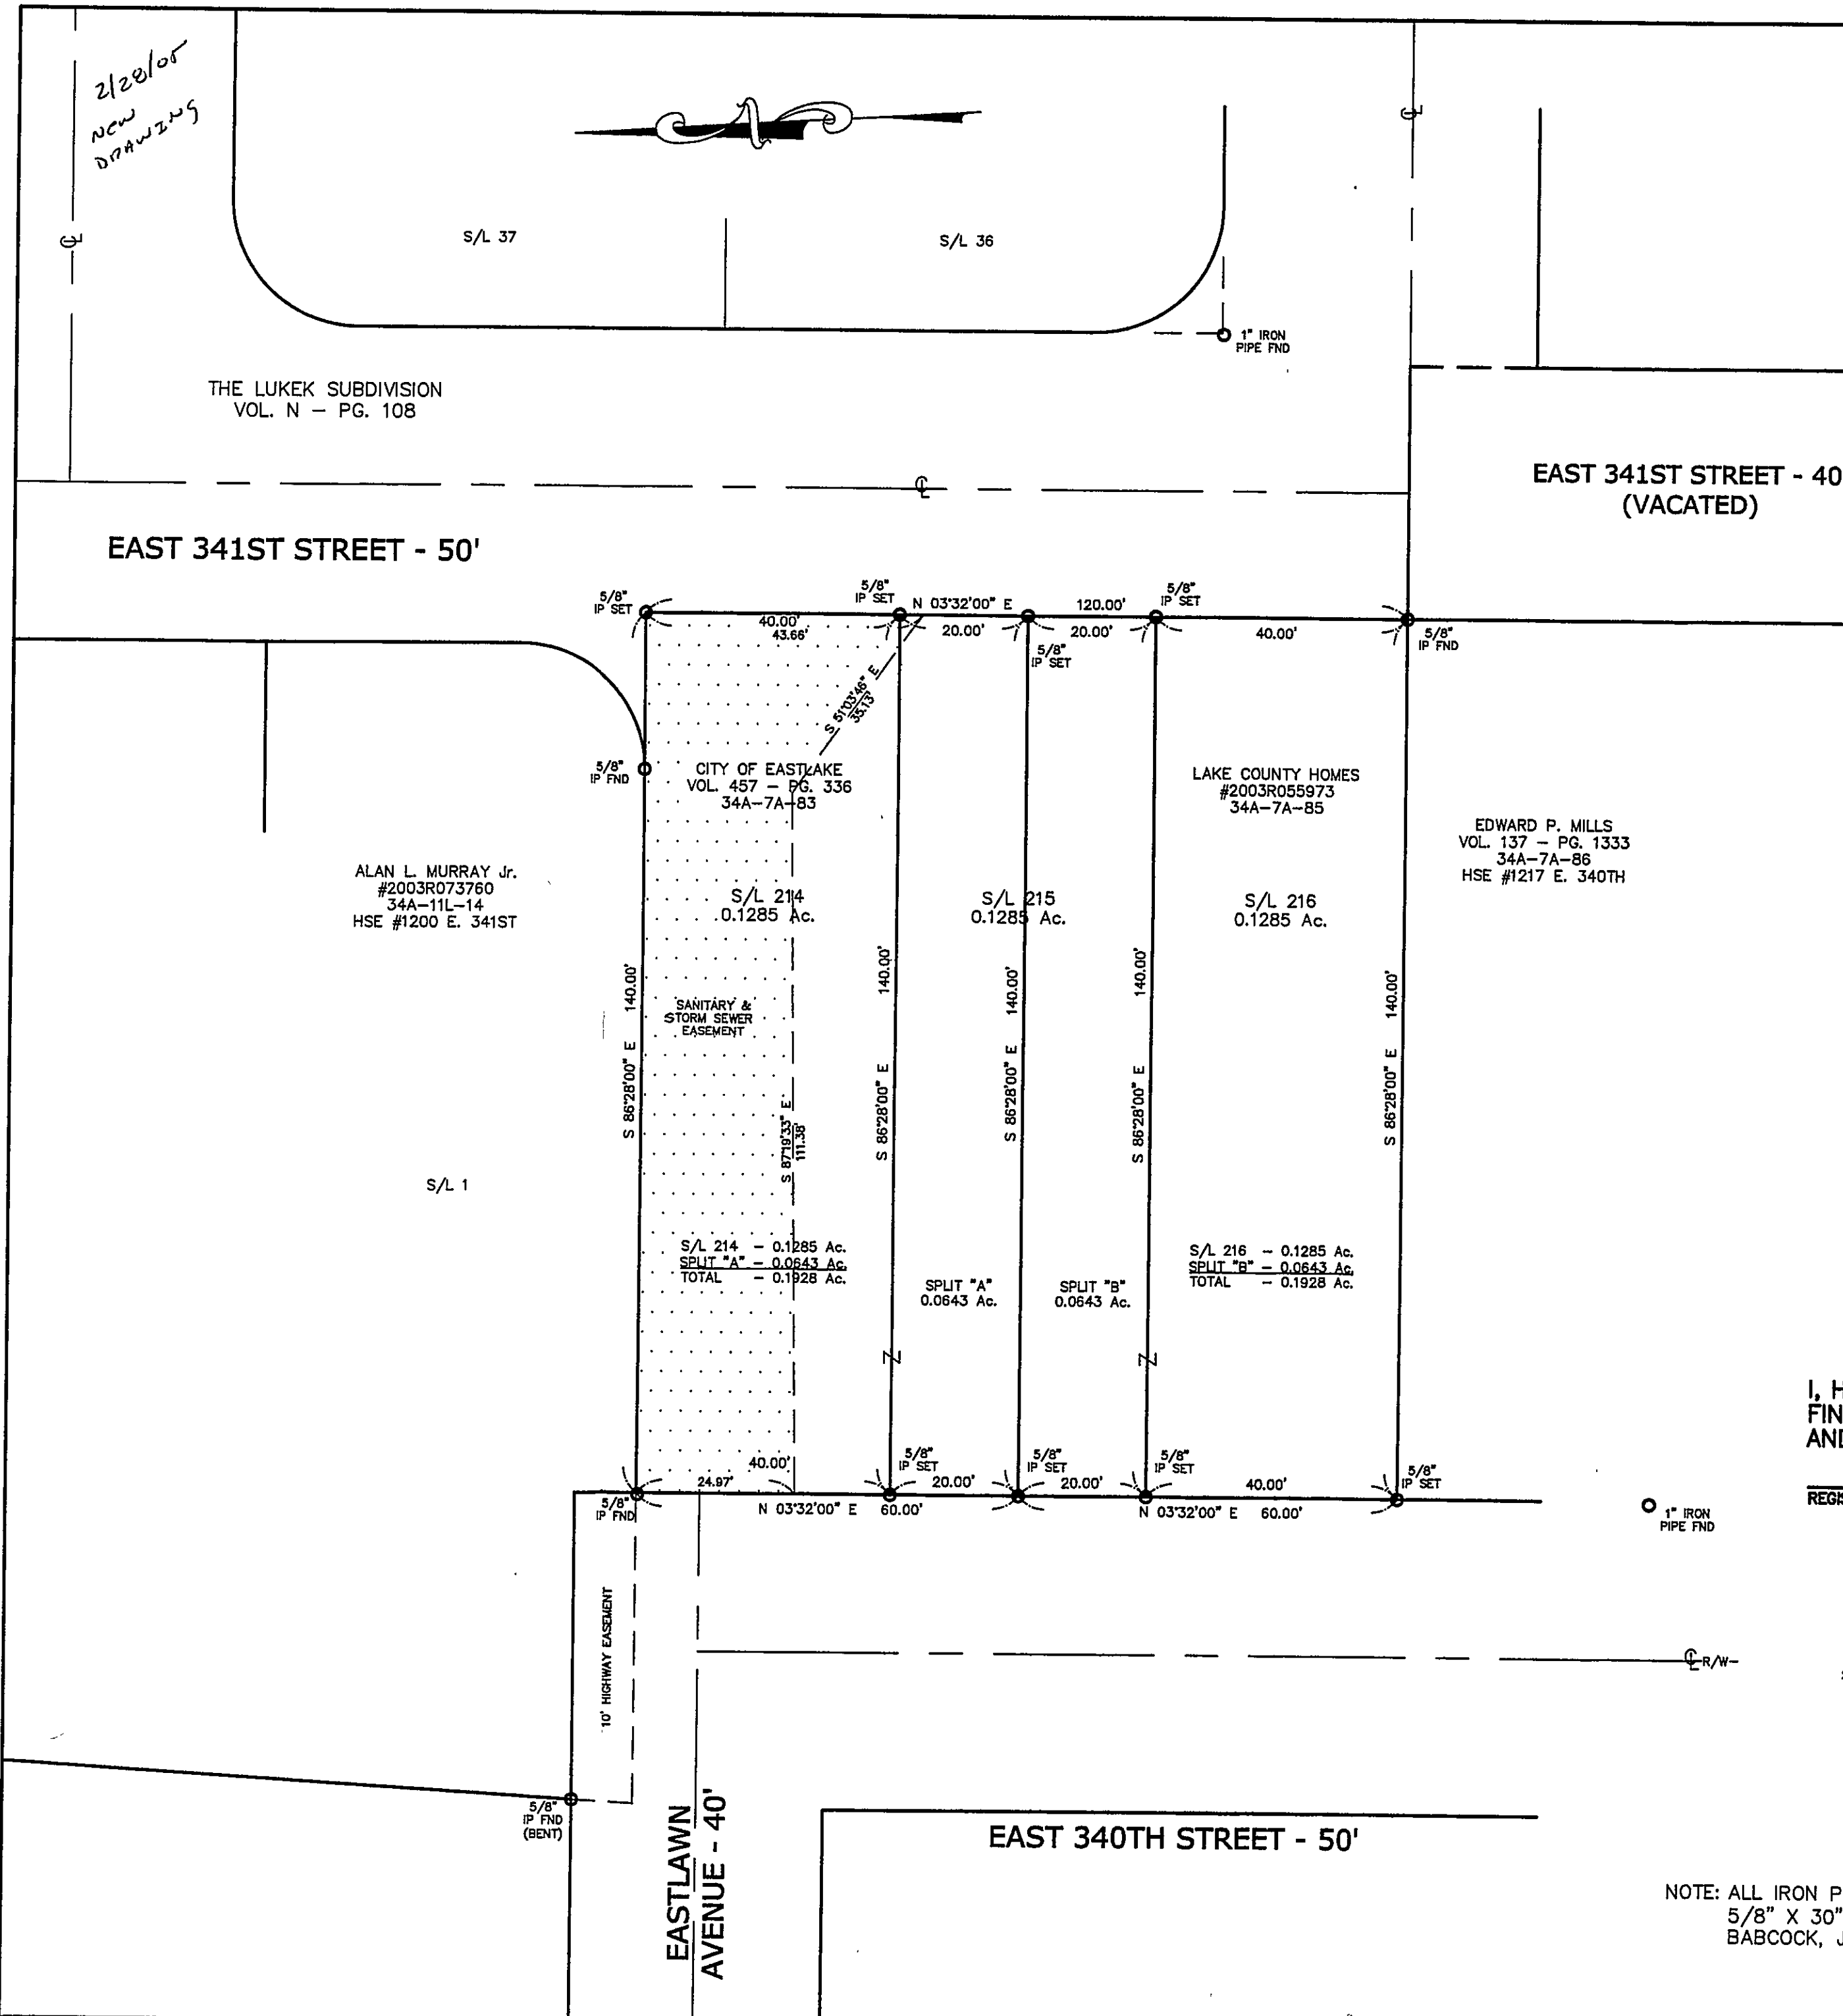 2/28/05
NEW
DRAWING
N
S/L 37
S/L 36
1" IRON
PIPE FND
THE LUKEK SUBDIVISION
VOL. N - PG. 108
EAST 341ST STREET - 40
(VACATED)
EAST 341ST STREET - 50'
5/8"
IP SET
5/8"
IP SET
N 03°32'00" E
120.00'
5/8"
IP SET
40.00'
43.66'
20.00'
20.00'
40.00'
5/8"
IP SET
5/8"
IP FND
S 51°03'46" E
35.13'
5/8"
IP FND
CITY OF EASTLAKE
VOL. 457 - PG. 336
34A-7A-83
LAKE COUNTY HOMES
#2003R055973
34A-7A-85
EDWARD P. MILLS
VOL. 137 - PG. 1333
34A-7A-86
HSE #1217 E. 340TH
ALAN L. MURRAY Jr.
#2003R073760
34A-11L-14
HSE #1200 E. 341ST
S/L 214
0.1285 Ac.
S/L 215
0.1285 Ac.
S/L 216
0.1285 Ac.
S 86°28'00" E 140.00'
SANITARY &
STORM SEWER
EASEMENT
S 87°19'33" E
111.38'
S 86°28'00" E 140.00'
S 86°28'00" E 140.00'
S 86°28'00" E 140.00'
S 86°28'00" E 140.00'
S/L 1
S/L 214 - 0.1285 Ac.
SPLIT "A" - 0.0643 Ac.
TOTAL - 0.1928 Ac.
SPLIT "A"
0.0643 Ac.
SPLIT "B"
0.0643 Ac.
S/L 216 - 0.1285 Ac.
SPLIT "B" - 0.0643 Ac.
TOTAL - 0.1928 Ac.
I, H
FIN
AND
REGIS
40.00'
24.97'
5/8"
IP SET
20.00'
5/8"
IP SET
20.00'
5/8"
IP SET
40.00'
5/8"
IP SET
5/8"
IP FND
N 03°32'00" E 60.00'
N 03°32'00" E 60.00'
1" IRON
PIPE FND
10' HIGHWAY EASEMENT
R/W-
5/8"
IP FND
(BENT)
EASTLAWN
AVENUE - 40'
EAST 340TH STREET - 50'
NOTE: ALL IRON P
5/8" X 30"
BABCOCK, J